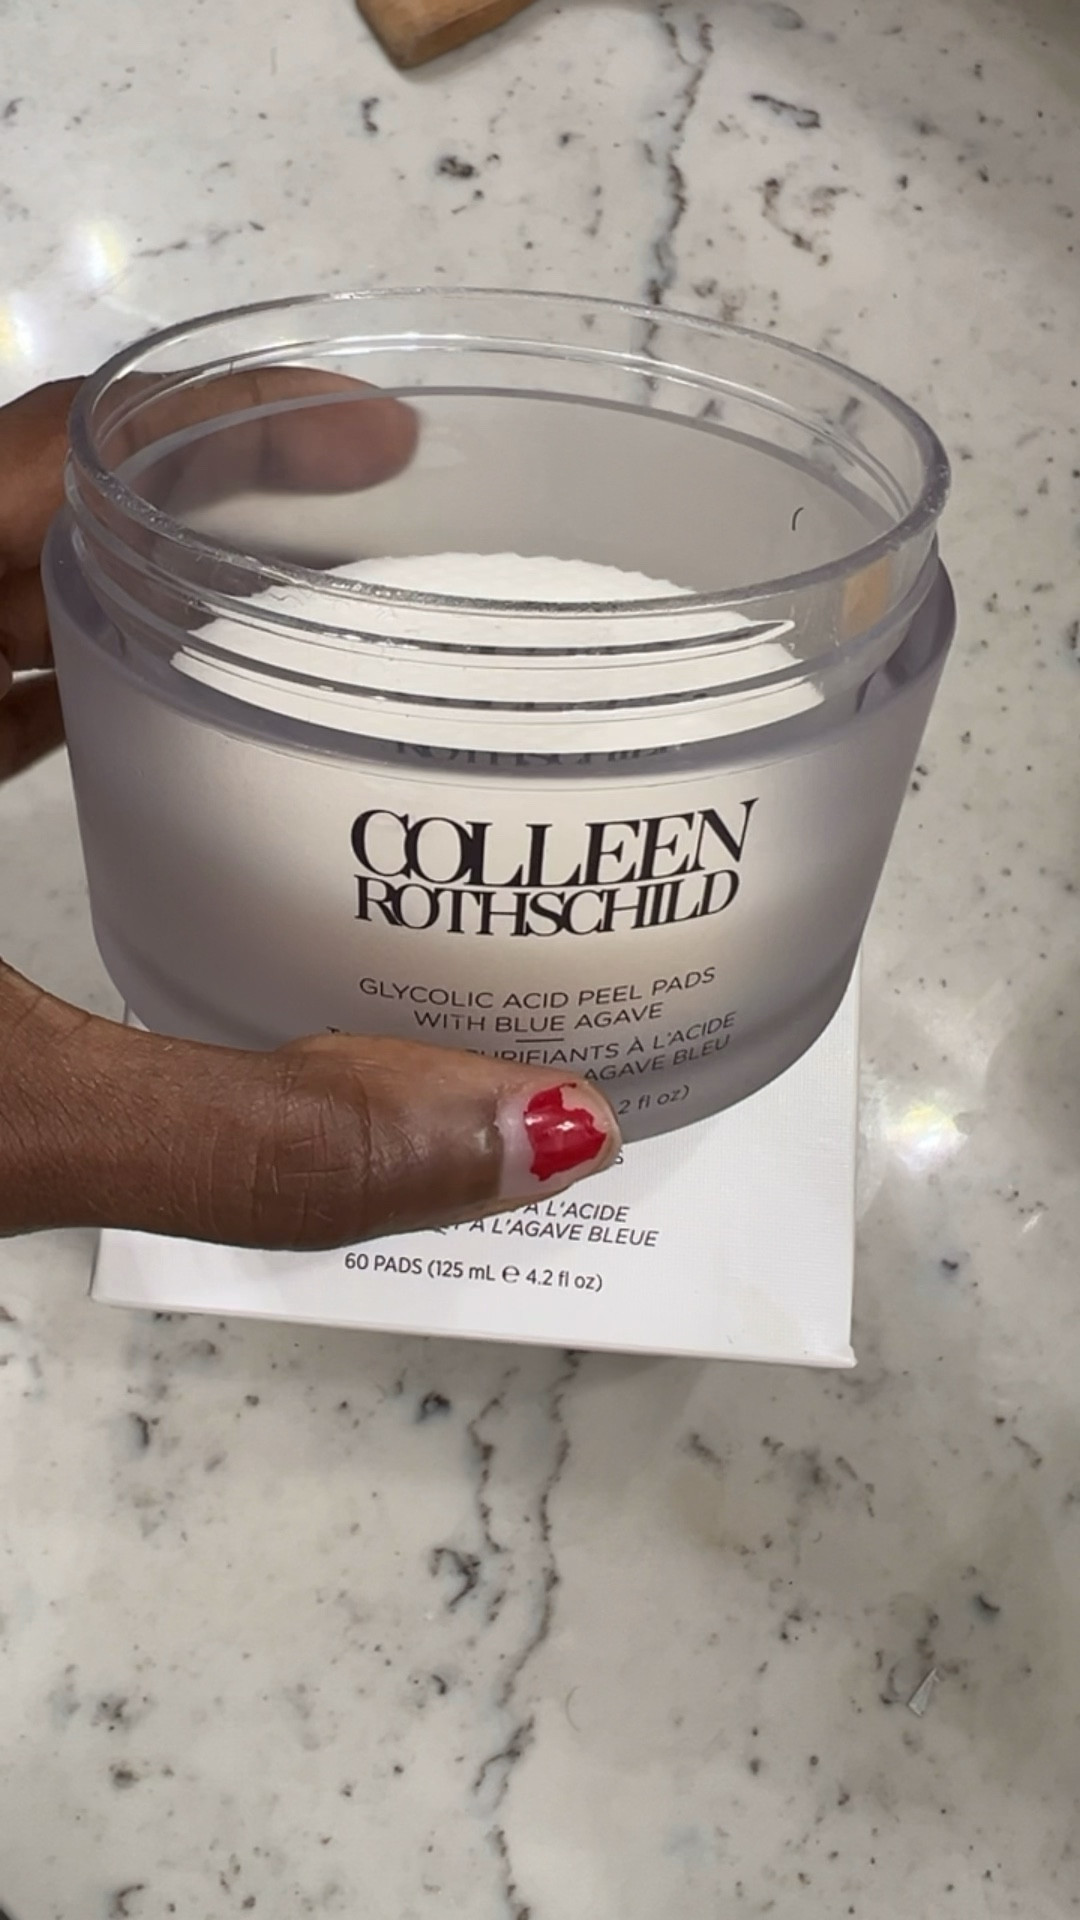 COLLEEN
ROTHSCHILD
GLYCOLIC ACID PEEL PADS
WITH BLUE AGAVE
À L'ACIDE
AGAVE BLEU
2 fl oz)
À L'ACIDE
À L'AGAVE BLEUE
60 PADS (125 mL ℮ 4.2 fl oz)